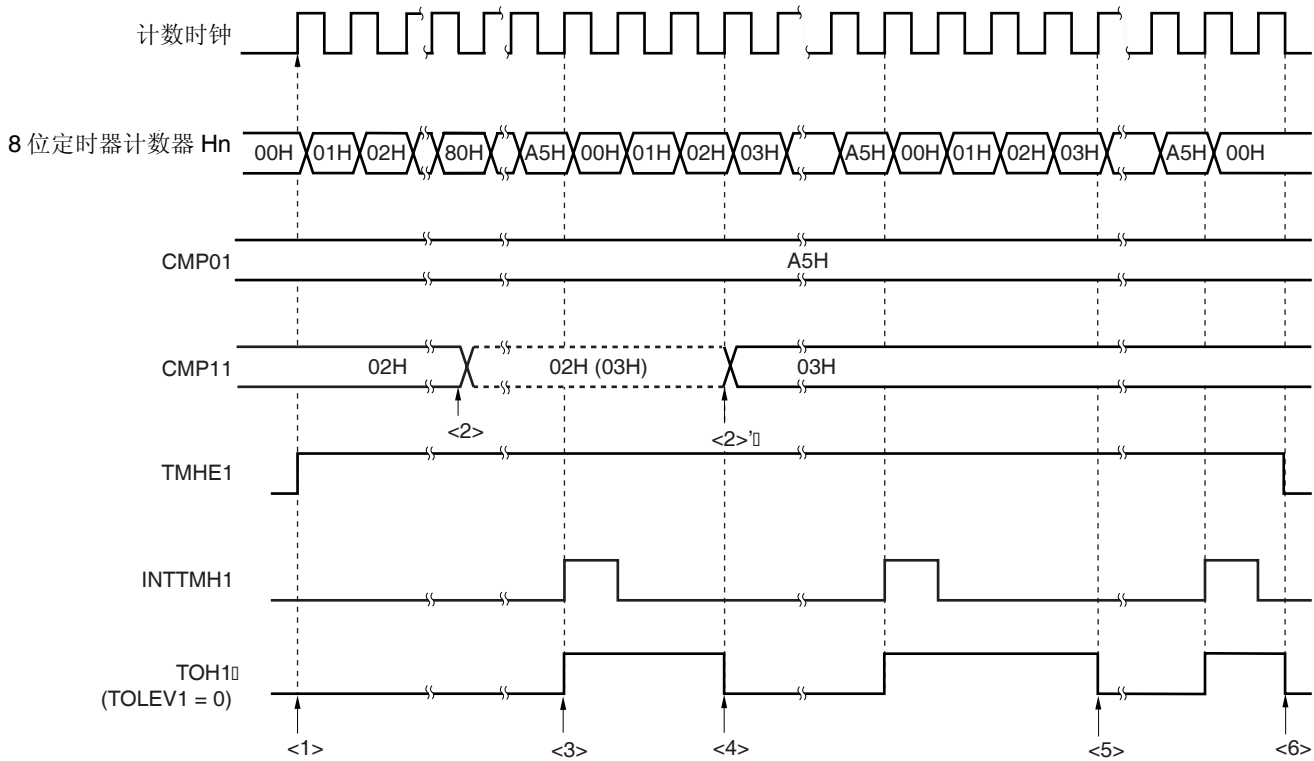 计数时钟
8 位定时器计数器 Hn
00H 01H 02H 80H A5H 00H 01H 02H 03H A5H 00H 01H 02H 03H A5H 00H
CMP01
A5H
CMP11
02H 02H (03H) 03H
<2> <2>'▯
TMHE1
INTTMH1
TOH1▯
(TOLEV1 = 0)
<1> <3> <4> <5> <6>